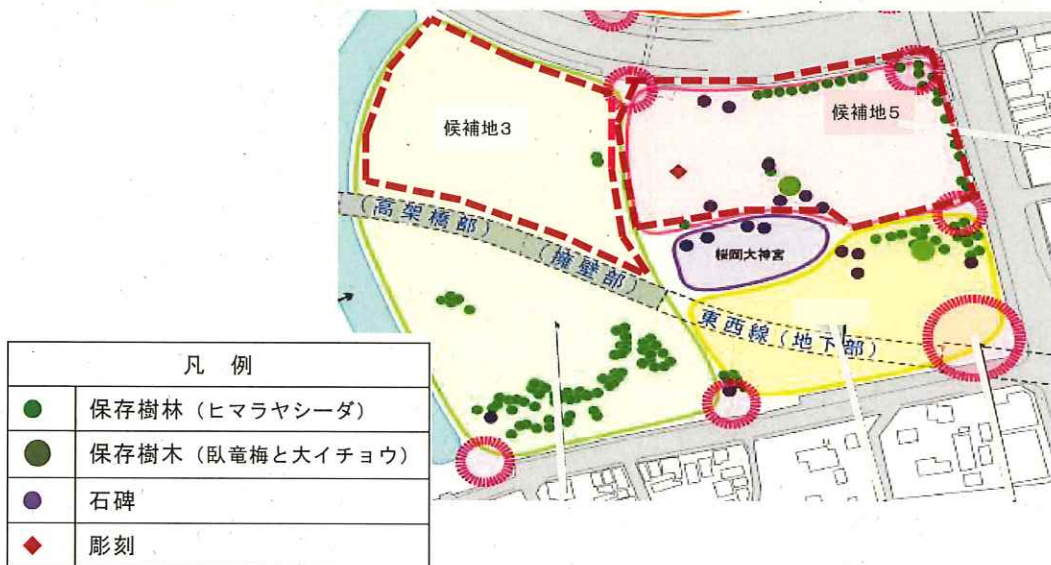 候補地3
候補地5
(高架橋部)
(擁壁部)
桜岡大神宮
東西線(地下部)
凡 例
保存樹林(ヒマラヤシーダ)
保存樹木(臥竜梅と大イチョウ)
石碑
彫刻